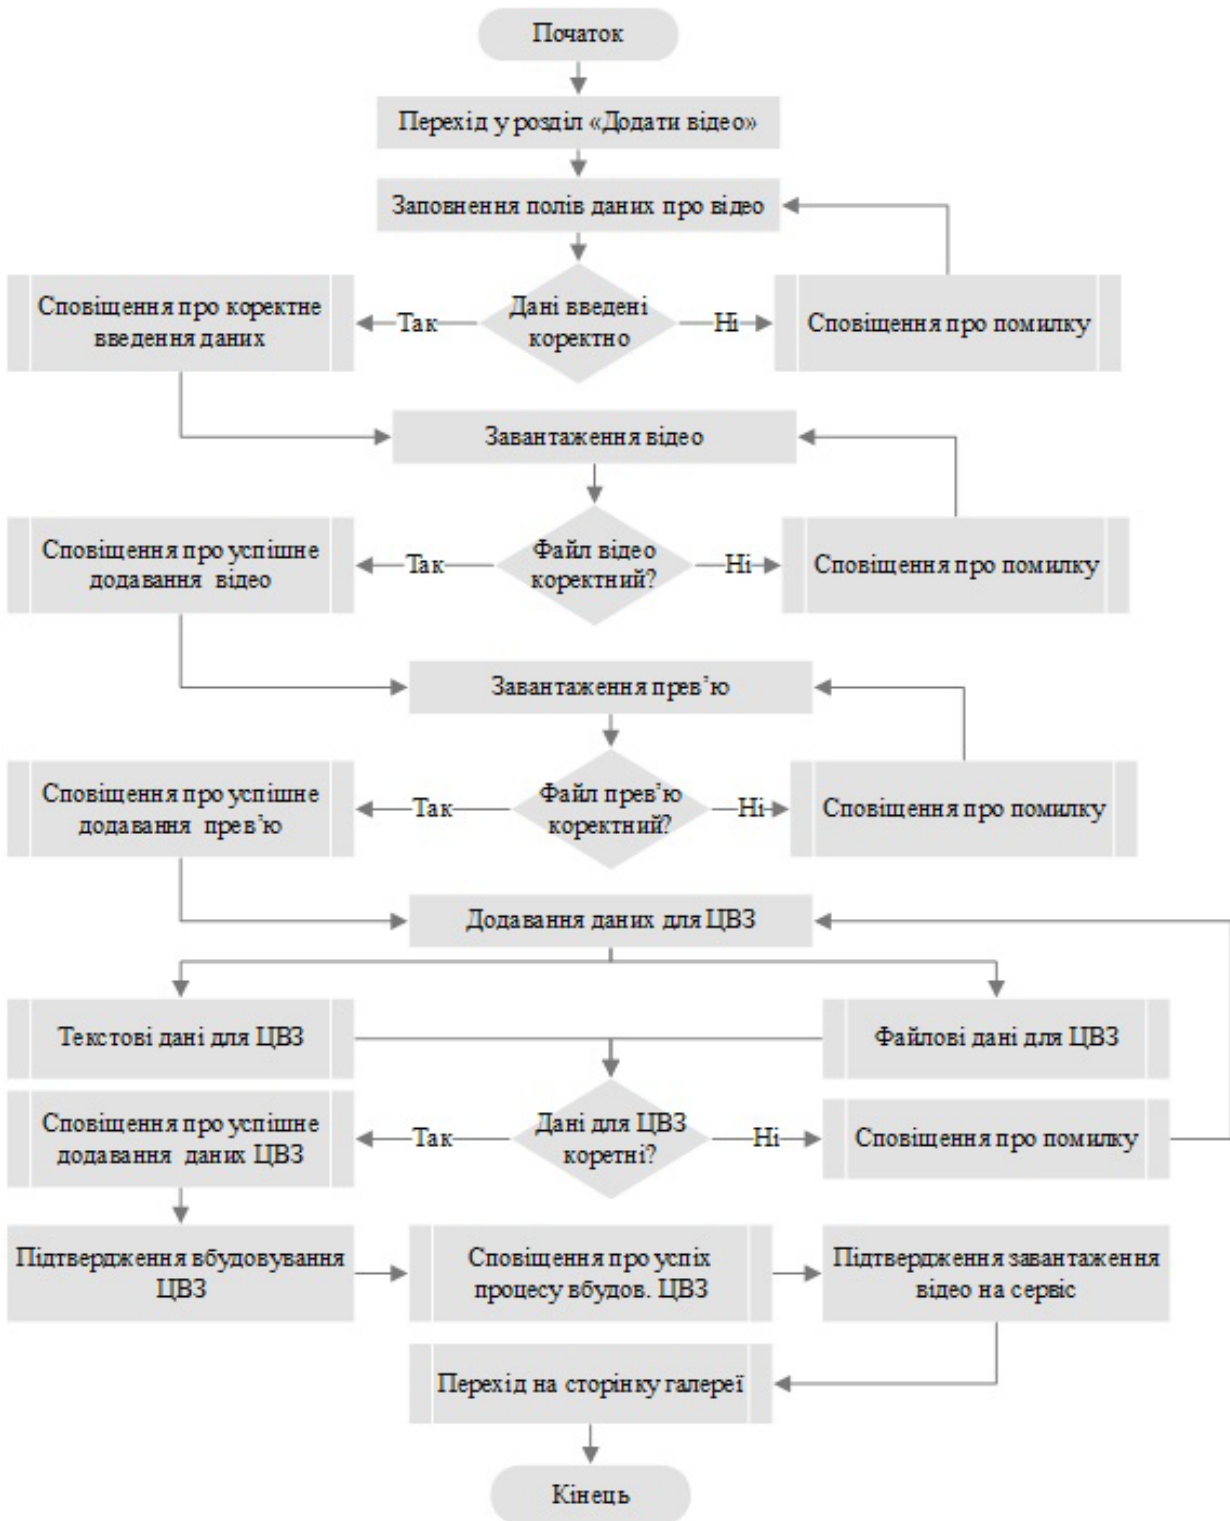 Початок
Перехід у розділ «Додати відео»
Заповнення полів даних про відео
Сповіщення про коректне
введення даних
Так
Дані введені
коректно
Ні
Сповіщення про помилку
Завантаження відео
Сповіщення про успішне
додавання відео
Так
Файл відео
коректний?
Ні
Сповіщення про помилку
Завантаження прев’ю
Сповіщення про успішне
додавання прев’ю
Так
Файл прев’ю
коректний?
Ні
Сповіщення про помилку
Додавання даних для ЦВЗ
Текстові дані для ЦВЗ
Файлові дані для ЦВЗ
Сповіщення про успішне
додавання даних ЦВЗ
Так
Дані для ЦВЗ
коретні?
Ні
Сповіщення про помилку
Підтвердження вбудовування
ЦВЗ
Сповіщення про успіх
процесу вбудов. ЦВЗ
Підтвердження завантаження
відео на сервіс
Перехід на сторінку галереї
Кінець